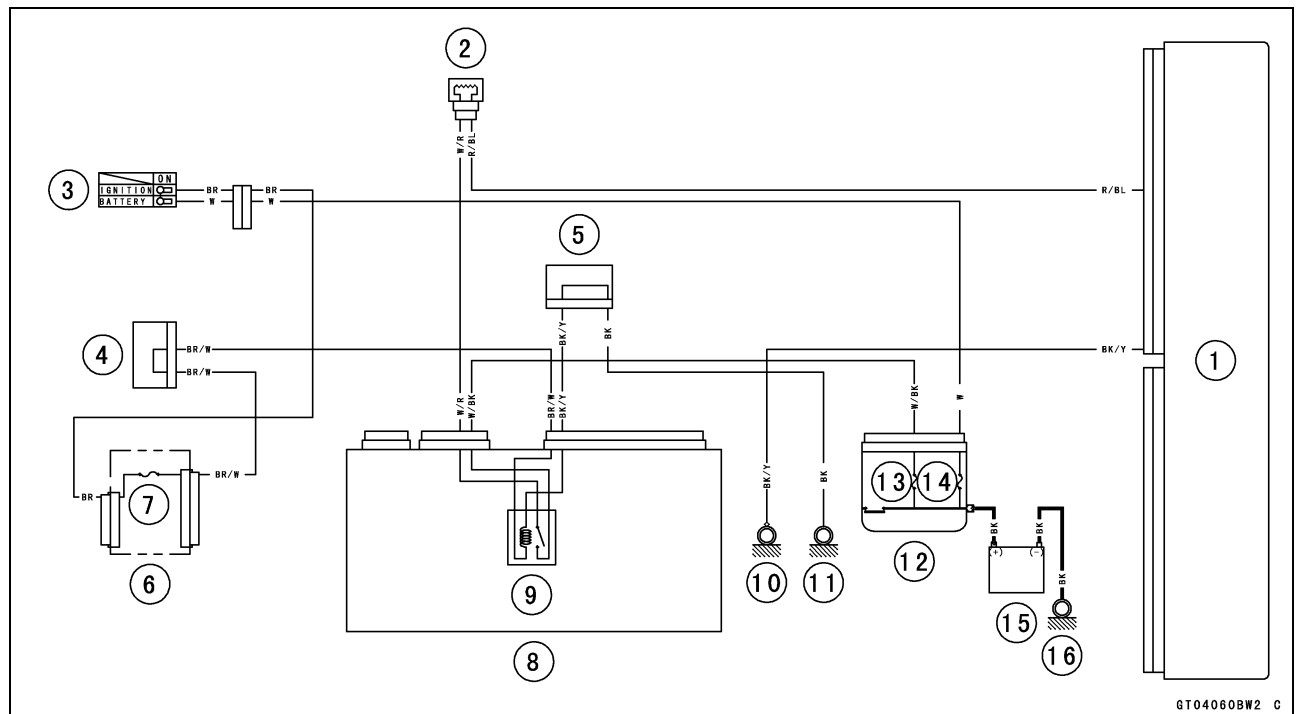 2
W/R
R/BL
3
ON
IGNITION
BATTERY
BR
W
BR
W
R/BL
5
BK/Y
BK
4
BR/W
BR/W
BK/Y
1
W/R
W/BK
BR/W
BK/Y
W/BK
W
BR
7
BR/W
6
9
8
BK/Y
BK
10
11
13
14
12
BK
(+)
BK
(-)
BK
15
16
GT04060BW2 C